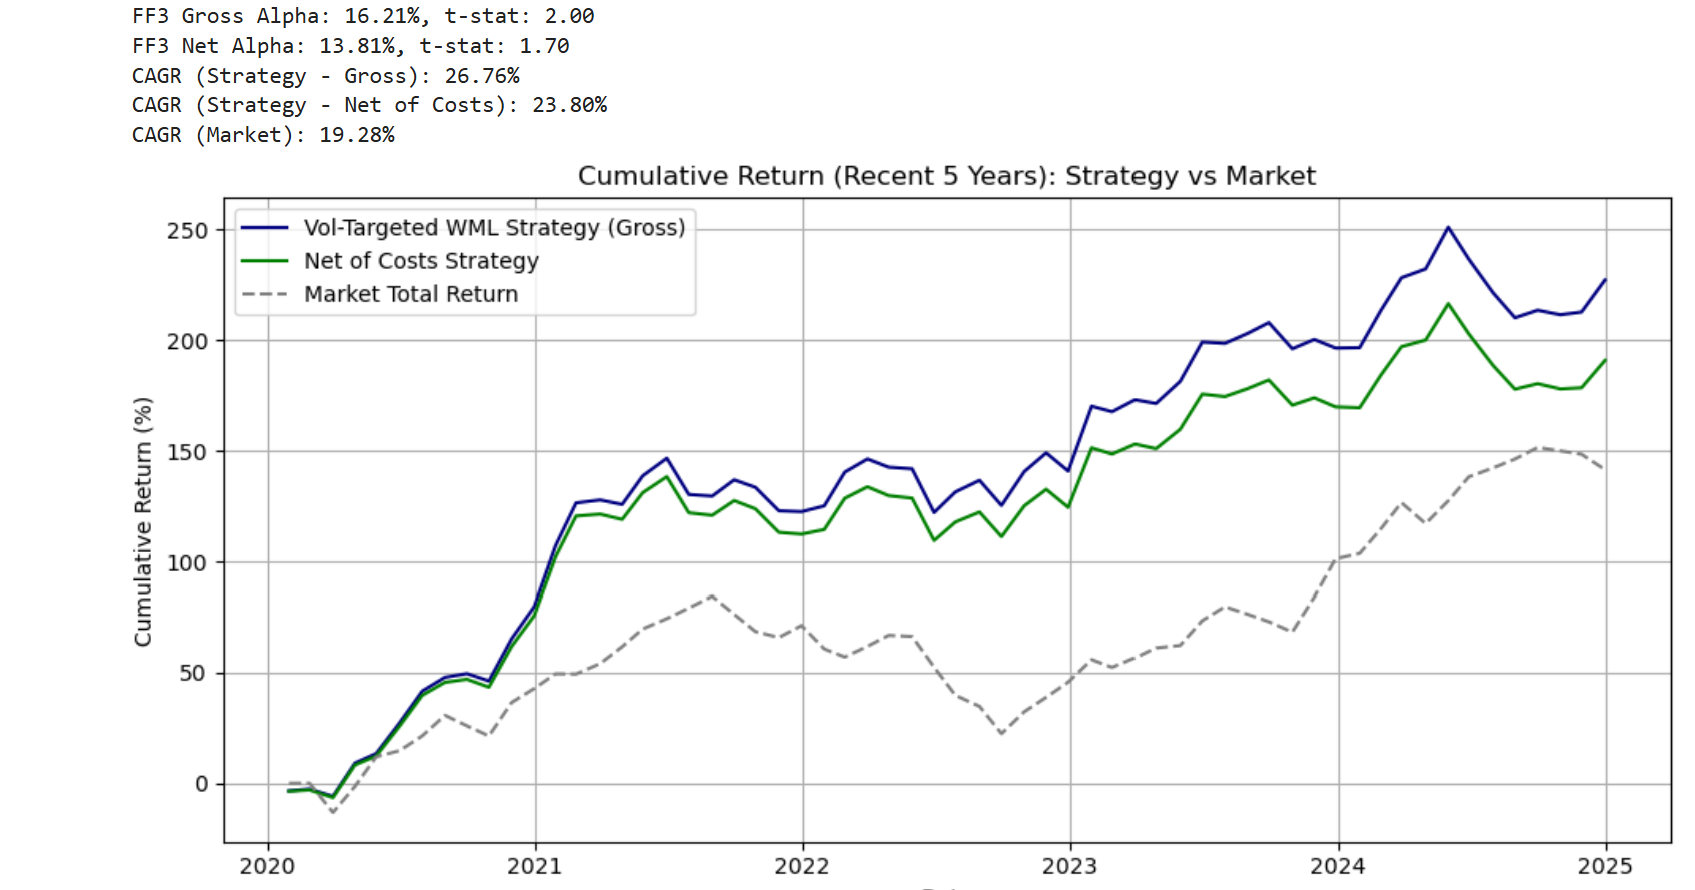 FF3 Gross Alpha: 16.21%, t-stat: 2.00
FF3 Net Alpha: 13.81%, t-stat: 1.70
CAGR (Strategy - Gross): 26.76%
CAGR (Strategy - Net of Costs): 23.80%
CAGR (Market): 19.28%
Cumulative Return (Recent 5 Years): Strategy vs Market
Vol-Targeted WML Strategy (Gross)
Net of Costs Strategy
Market Total Return
Cumulative Return (%)
250
200
150
100
50
0
2020 2021 2022 2023 2024 2025